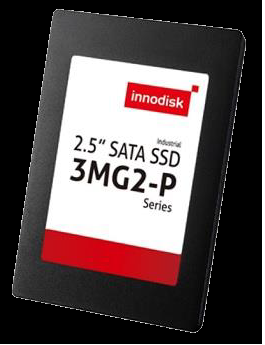 innodisk
Industrial
2.5" SATA SSD
3MG2-P
Series